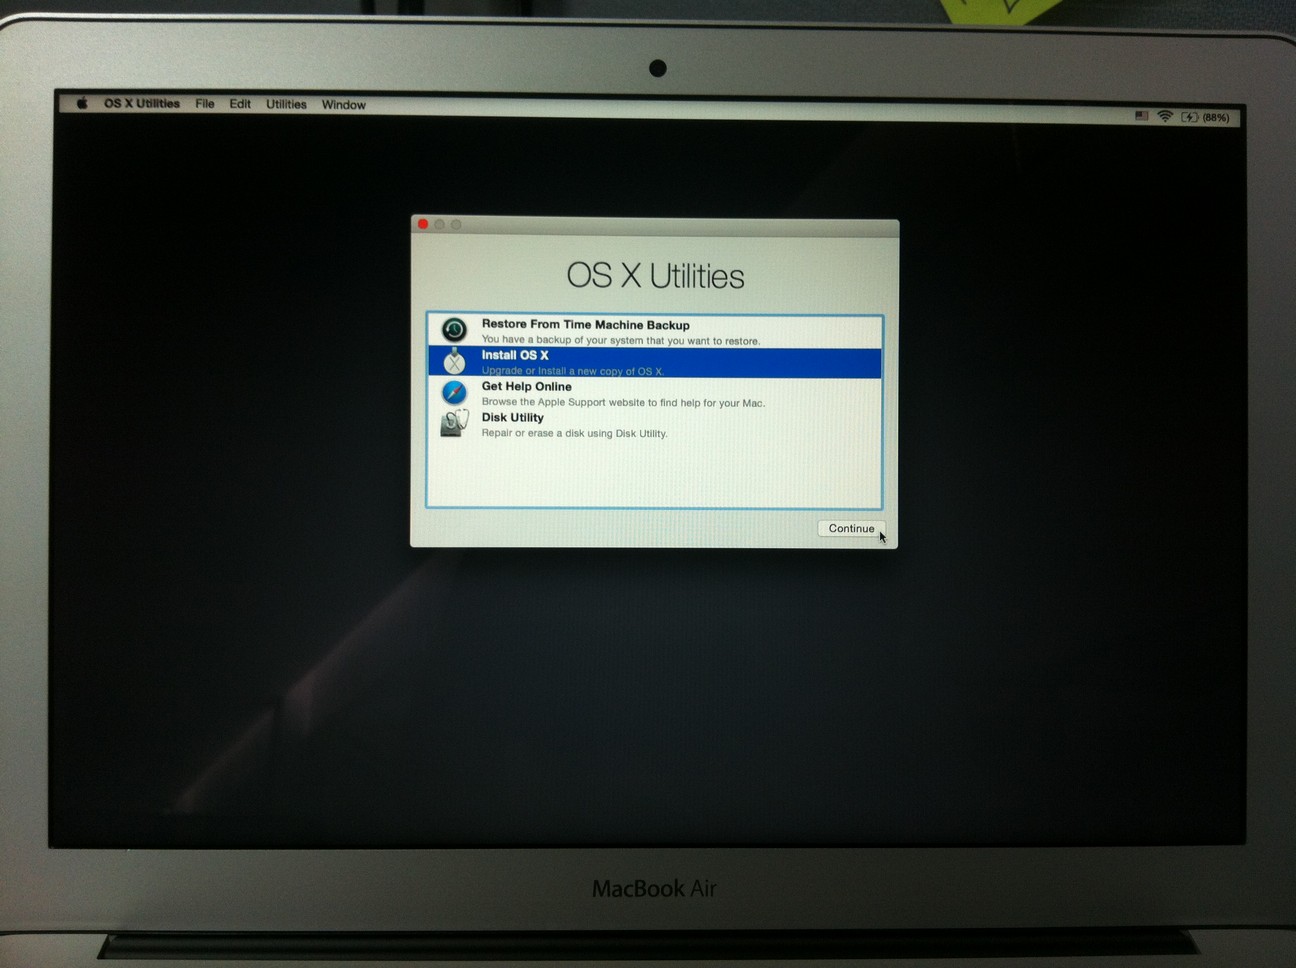 OS X Utilities File Edit Utilities Window
(88%)
OS X Utilities
Restore From Time Machine Backup
You have a backup of your system that you want to restore.
Install OS X
Upgrade or Install a new copy of OS X.
Get Help Online
Browse the Apple Support website to find help for your Mac.
Disk Utility
Repair or erase a disk using Disk Utility.
Continue
MacBook Air